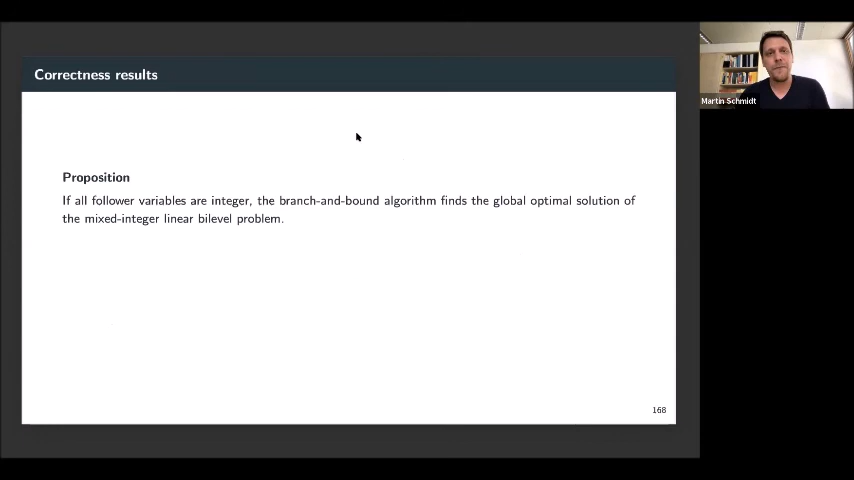 Correctness results
Martin Schmidt
Proposition
If all follower variables are integer, the branch-and-bound algorithm finds the global optimal solution of
the mixed-integer linear bilevel problem.
168